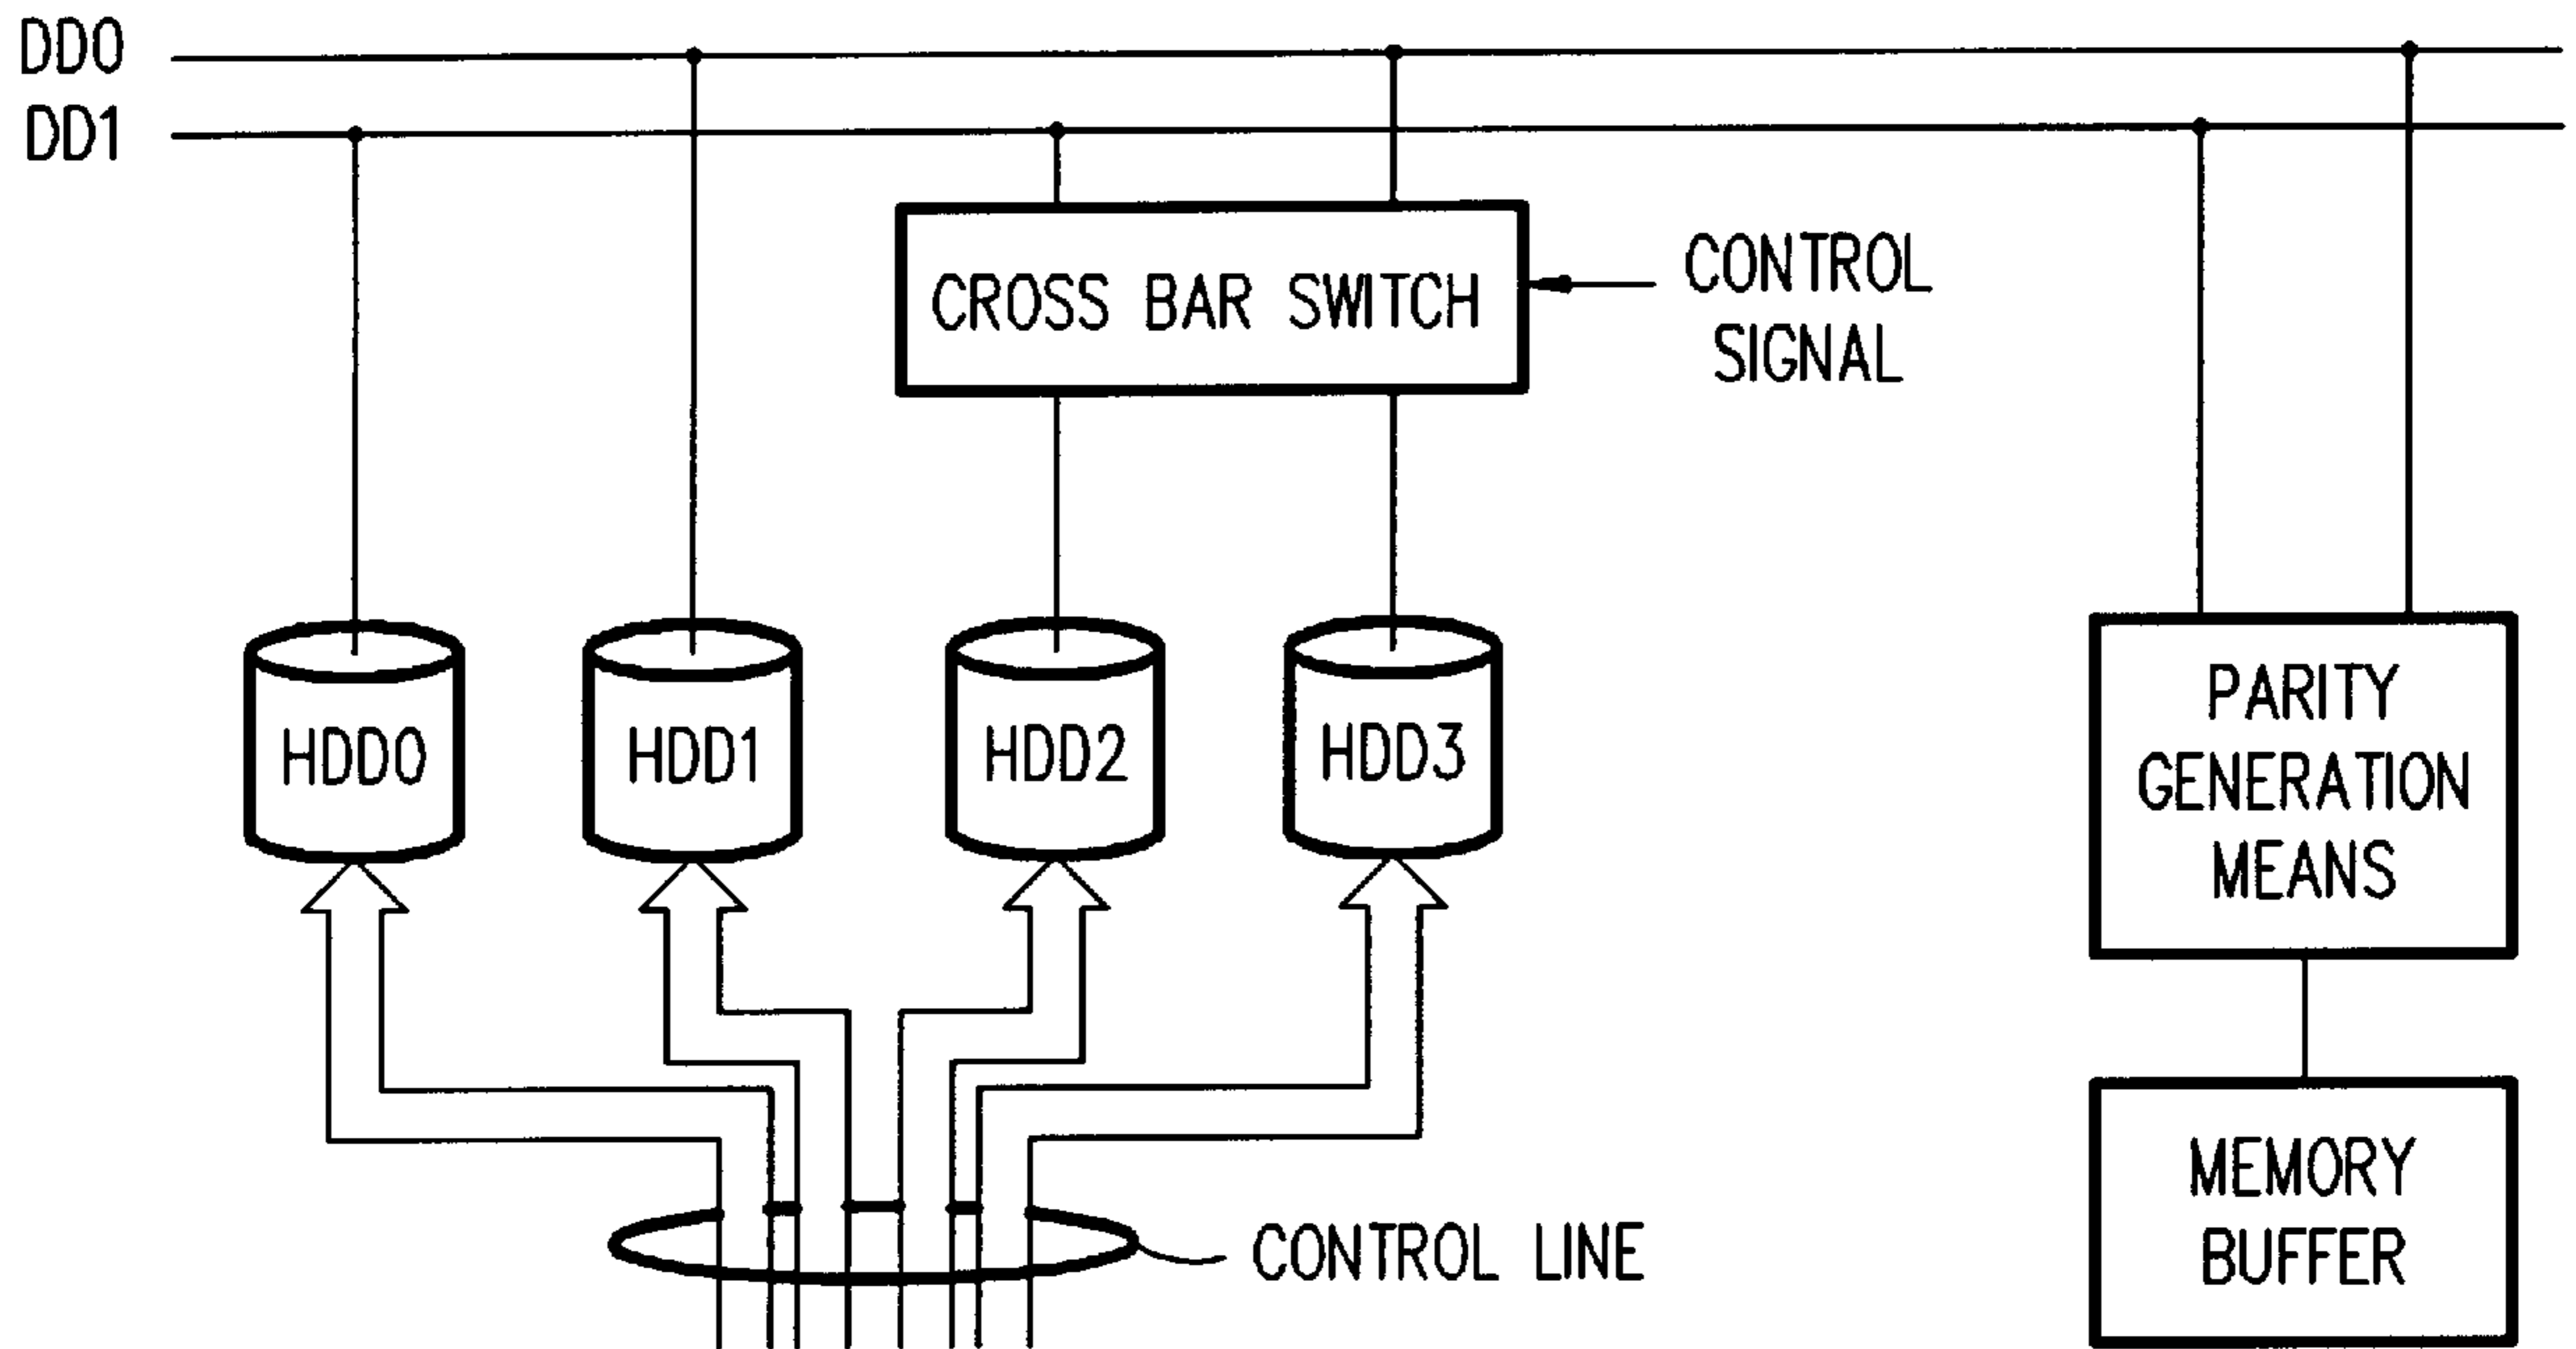 DD0
DD1
CROSS BAR SWITCH
CONTROL
SIGNAL
HDD0
HDD1
HDD2
HDD3
PARITY
GENERATION
MEANS
CONTROL LINE
MEMORY
BUFFER